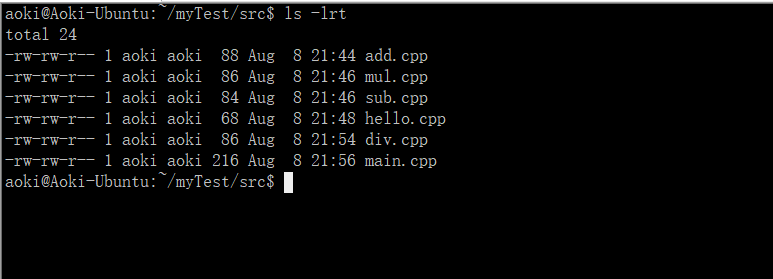 aoki@Aoki-Ubuntu:~/myTest/src$ ls -lrt
total 24
-rw-rw-r-- 1 aoki aoki  88 Aug  8 21:44 add.cpp
-rw-rw-r-- 1 aoki aoki  86 Aug  8 21:46 mul.cpp
-rw-rw-r-- 1 aoki aoki  84 Aug  8 21:46 sub.cpp
-rw-rw-r-- 1 aoki aoki  68 Aug  8 21:48 hello.cpp
-rw-rw-r-- 1 aoki aoki  86 Aug  8 21:54 div.cpp
-rw-rw-r-- 1 aoki aoki 216 Aug  8 21:56 main.cpp
aoki@Aoki-Ubuntu:~/myTest/src$